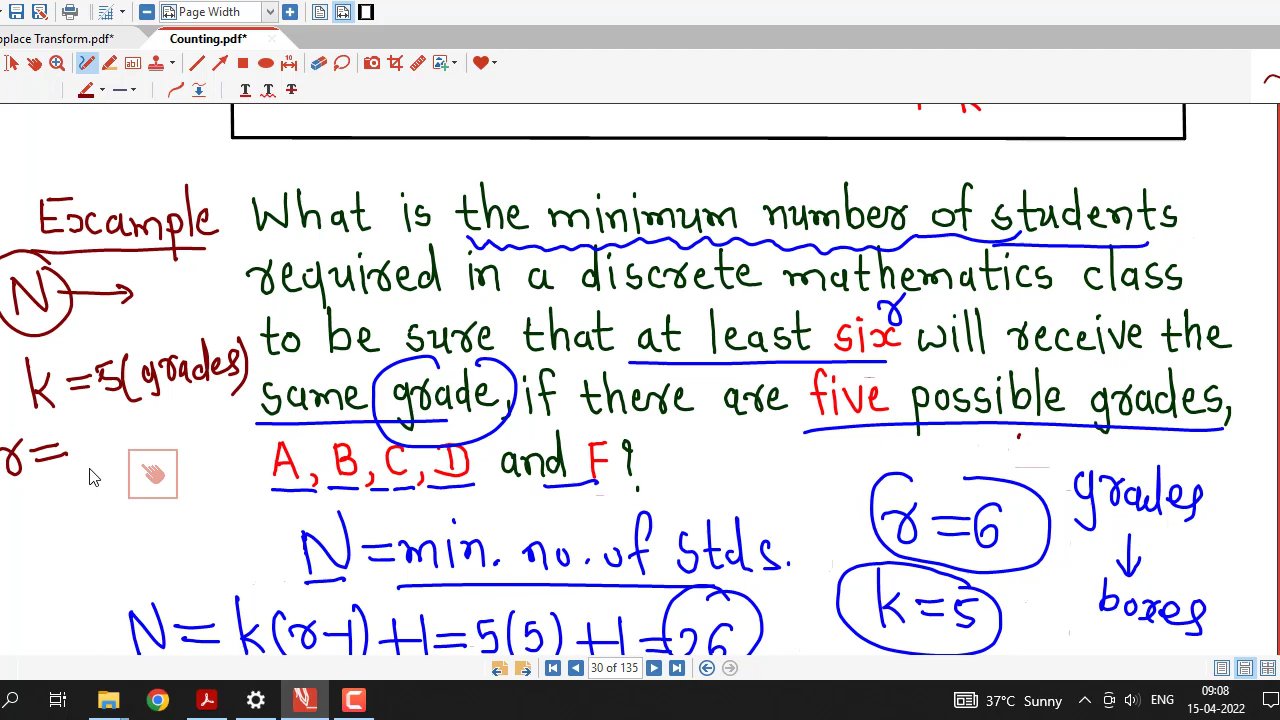 Page Width
place Transform.pdf*
Counting.pdf*
Example
What is the minimum number of students
required in a discrete mathematics class
to be sure that at least six will receive the
r
same grade, if there are five possible grades,
A, B, C, D and F?
N
k = 5 (grades)
r =
N = min. no. of stds.
N = k(r-1) + 1 = 5(5) + 1 = 26
r = 6
k = 5
grades
boxes
30 of 135
37°C Sunny
ENG
09:08
15-04-2022